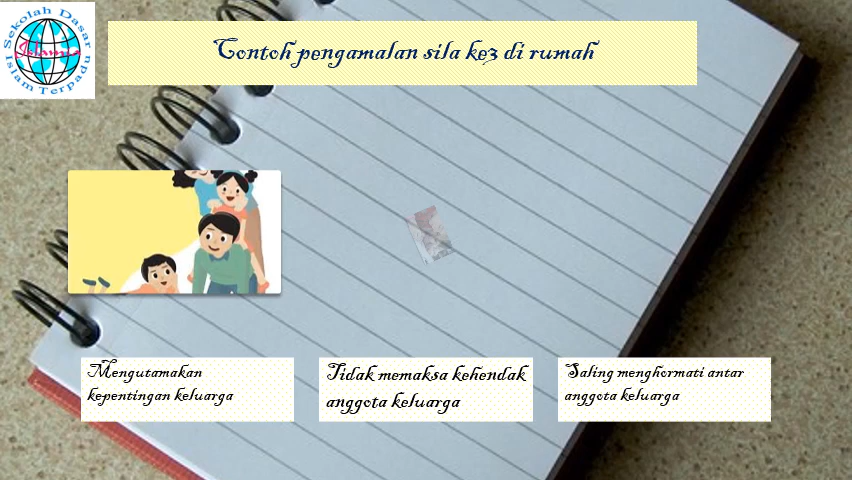 Sekolah Dasar
Islamia
Islam Terpadu
Contoh pengamalan sila ke3 di rumah
Mengutamakan
kepentingan keluarga
Tidak memaksa kehendak
anggota keluarga
Saling menghormati antar
anggota keluarga